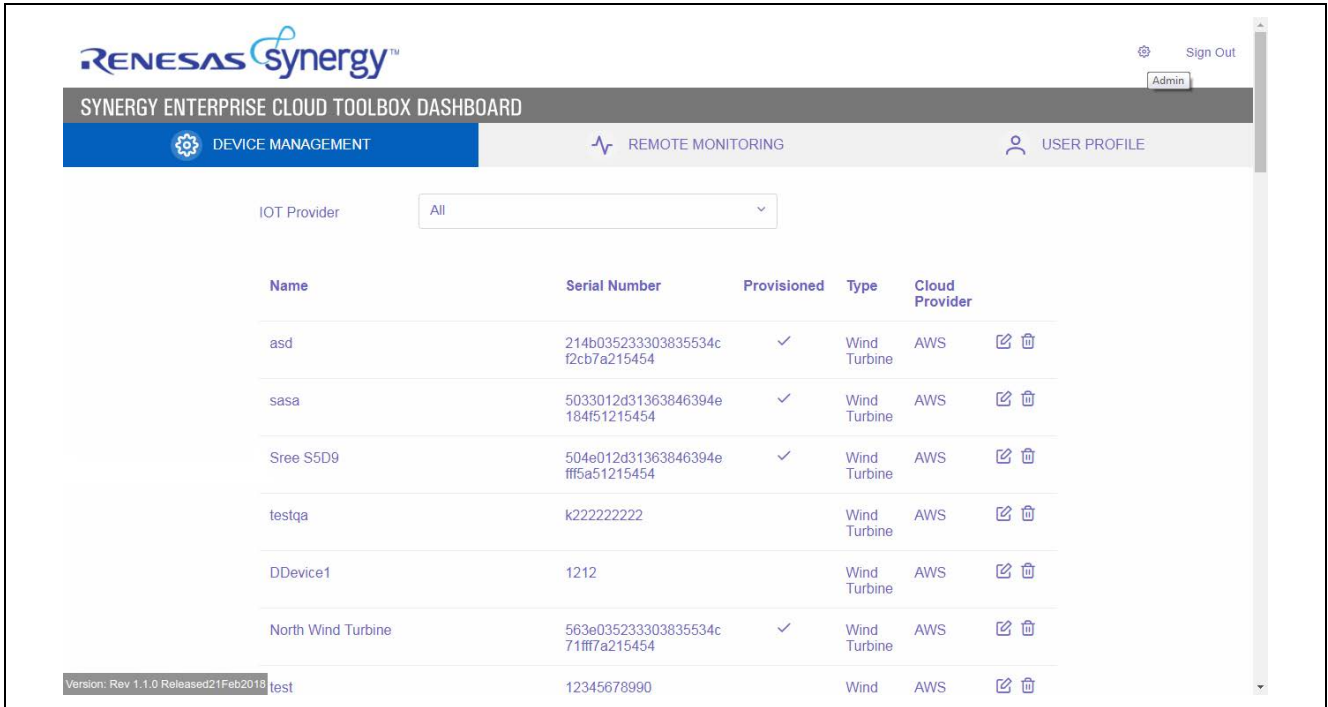 RENESAS synergy™
Sign Out
Admin
SYNERGY ENTERPRISE CLOUD TOOLBOX DASHBOARD
DEVICE MANAGEMENT REMOTE MONITORING USER PROFILE
IOT Provider All
Name Serial Number Provisioned Type Cloud
Provider
asd 214b035233303835534c Wind AWS
f2cb7a215454 Turbine
sasa 5033012d31363846394e Wind AWS
184f51215454 Turbine
Sree S5D9 504e012d31363846394e Wind AWS
fff5a51215454 Turbine
testqa k222222222 Wind AWS
Turbine
DDevice1 1212 Wind AWS
Turbine
North Wind Turbine 563e035233303835534c Wind AWS
71fff7a215454 Turbine
Version: Rev 1.1.0 Released21Feb2018 test 12345678990 Wind AWS